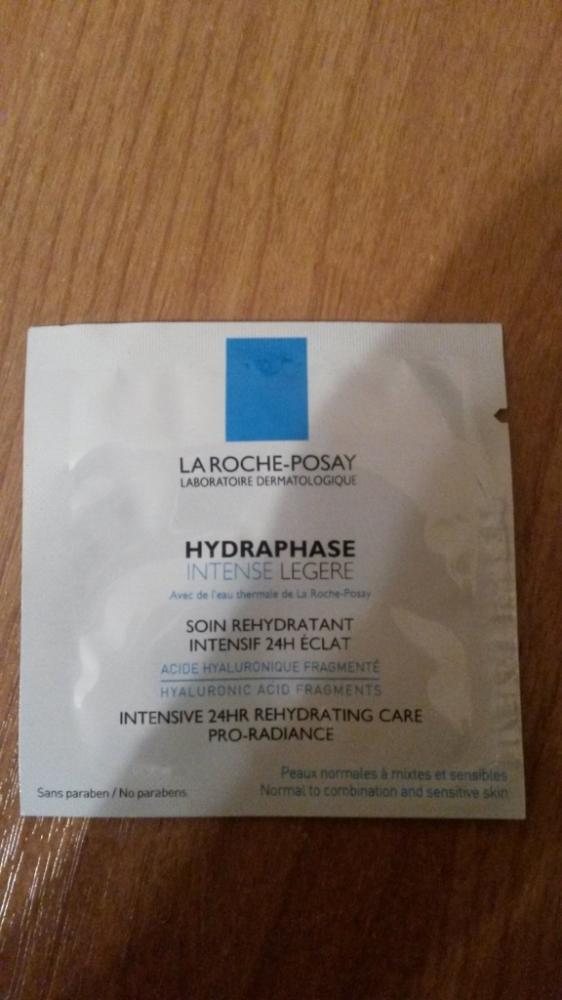 LA ROCHE-POSAY
LABORATOIRE DERMATOLOGIQUE
HYDRAPHASE
INTENSE LEGERE
Avec de l'eau thermale de La Roche-Posay
SOIN REHYDRATANT
INTENSIF 24H ÉCLAT
ACIDE HYALURONIQUE FRAGMENTÉ
HYALURONIC ACID FRAGMENTS
INTENSIVE 24HR REHYDRATING CARE
PRO-RADIANCE
Peaux normales à mixtes et sensibles
Sans paraben / No parabens. Normal to combination and sensitive skin